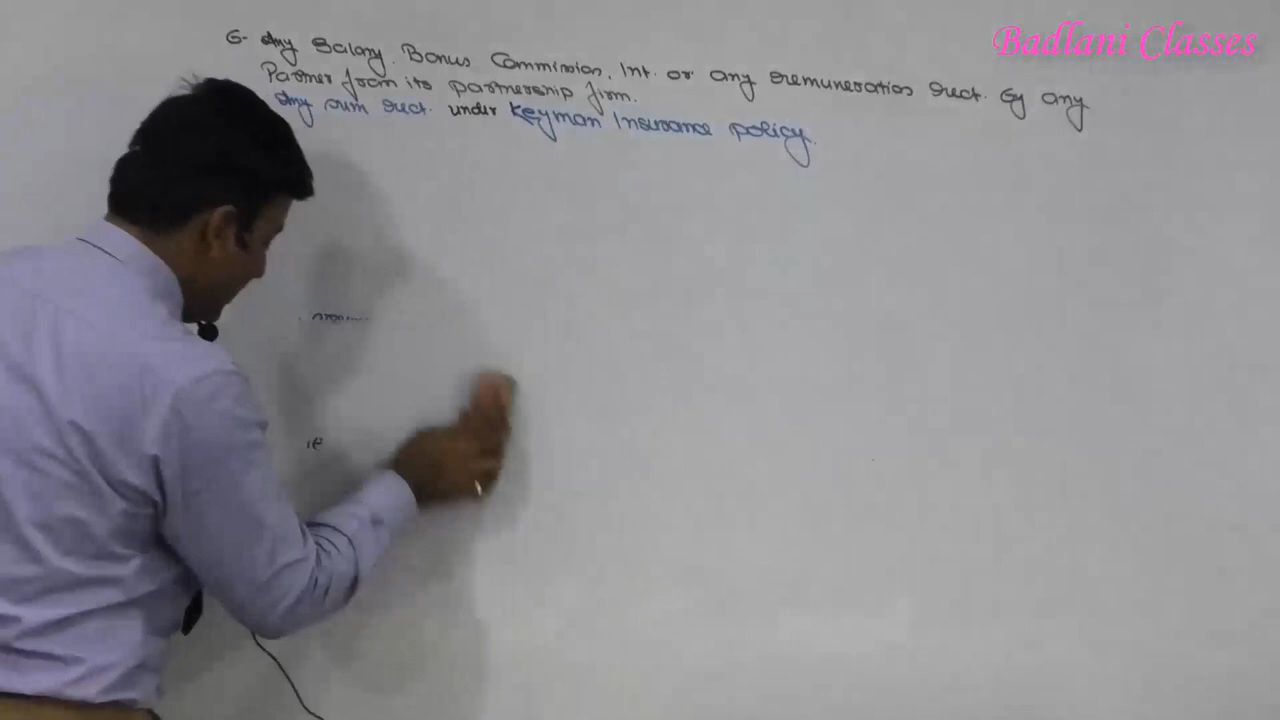 Badlani Classes
6- Any Salary, Bonus Commission, Int. or any remuneration rect. by any
Partner from its partnership firm.
Any sum rect. under Keyman Insurance policy.